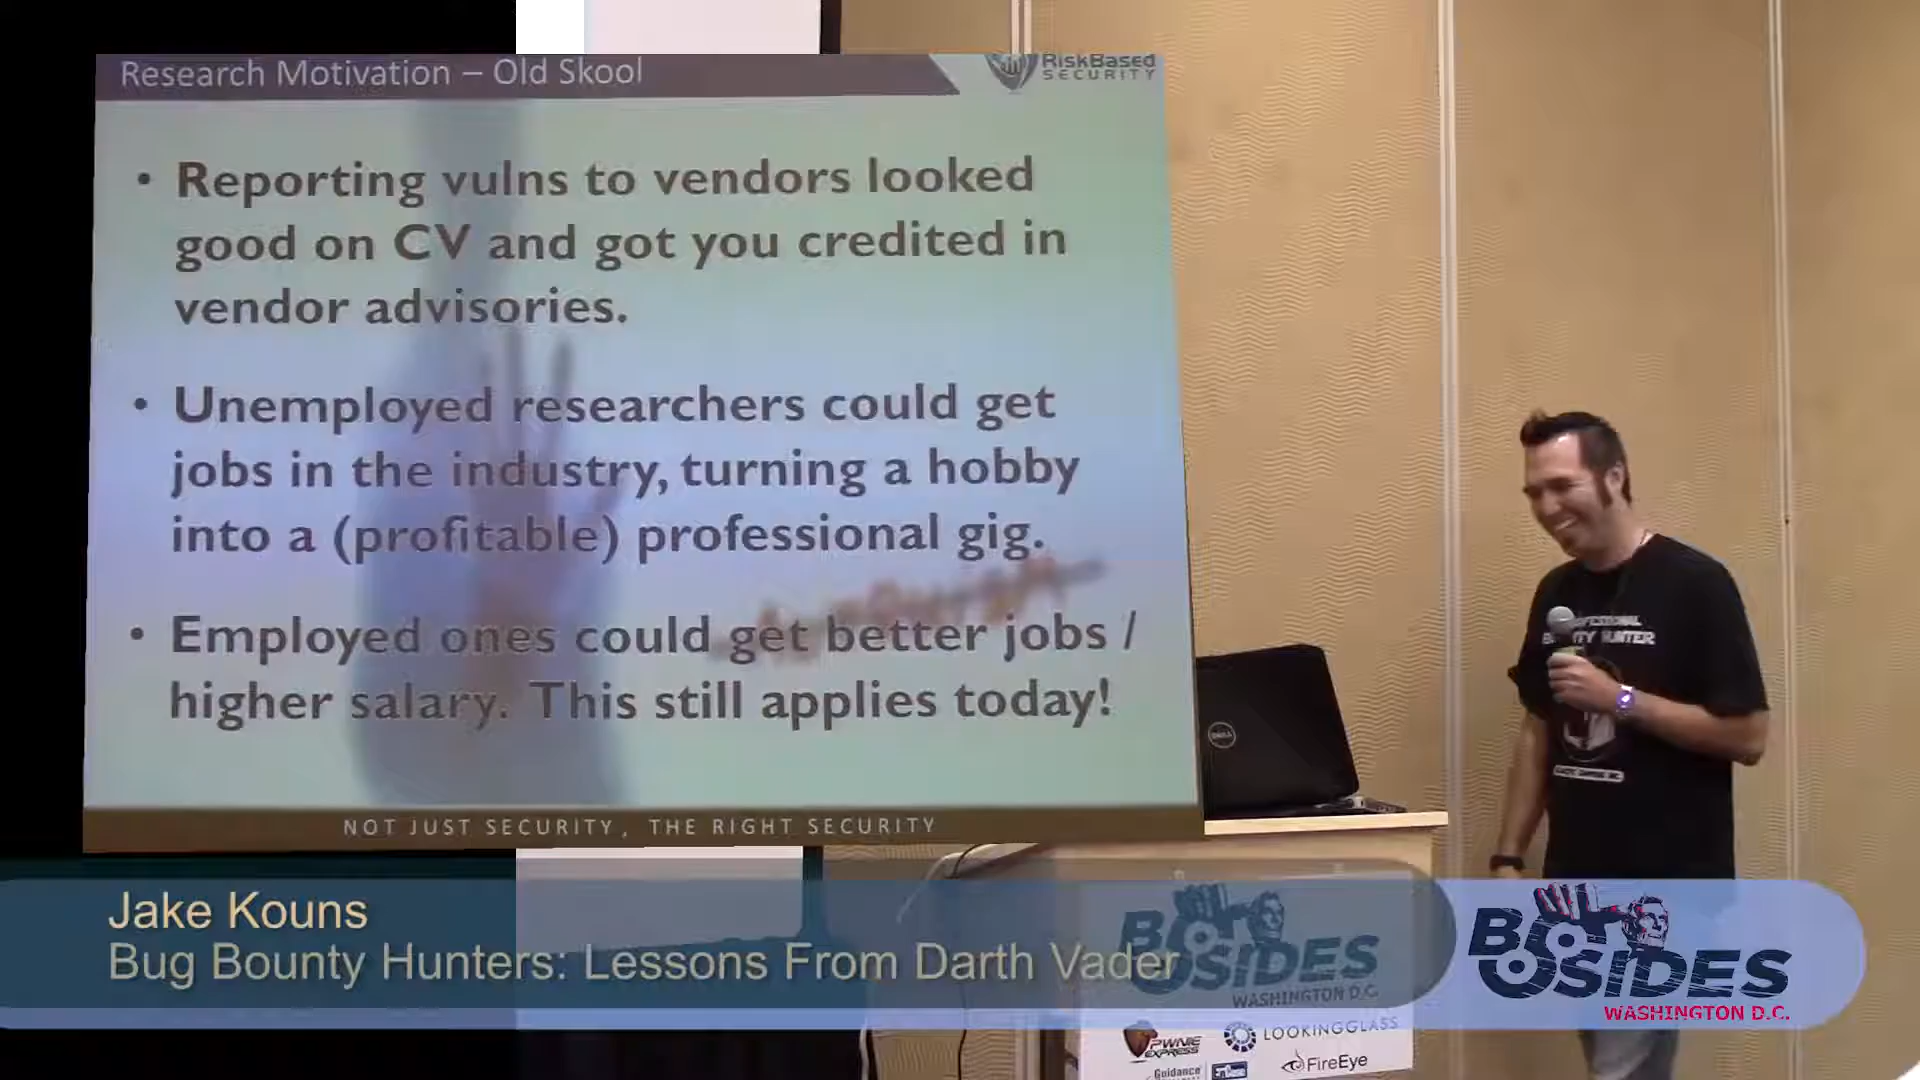 Research Motivation – Old Skool
RiskBased
SECURITY
• Reporting vulns to vendors looked
good on CV and got you credited in
vendor advisories.
• Unemployed researchers could get
jobs in the industry, turning a hobby
into a (profitable) professional gig.
• Employed ones could get better jobs /
higher salary. This still applies today!
NOT JUST SECURITY, THE RIGHT SECURITY
DELL
HUNTER
Jake Kouns
Bug Bounty Hunters: Lessons From Darth Vader
BSIDES
WASHINGTON D.C.
BSIDES
WASHINGTON D.C.
PWNIE
EXPRESS
LOOKINGGLASS
Guidance
FireEye